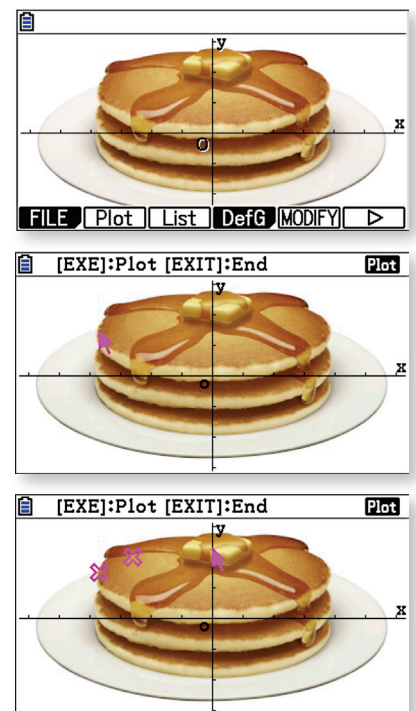 y
x
O
FILE Plot List DefG MODIFY ▷
[EXE]:Plot [EXIT]:End Plot
y
x
O
[EXE]:Plot [EXIT]:End Plot
y
x
O